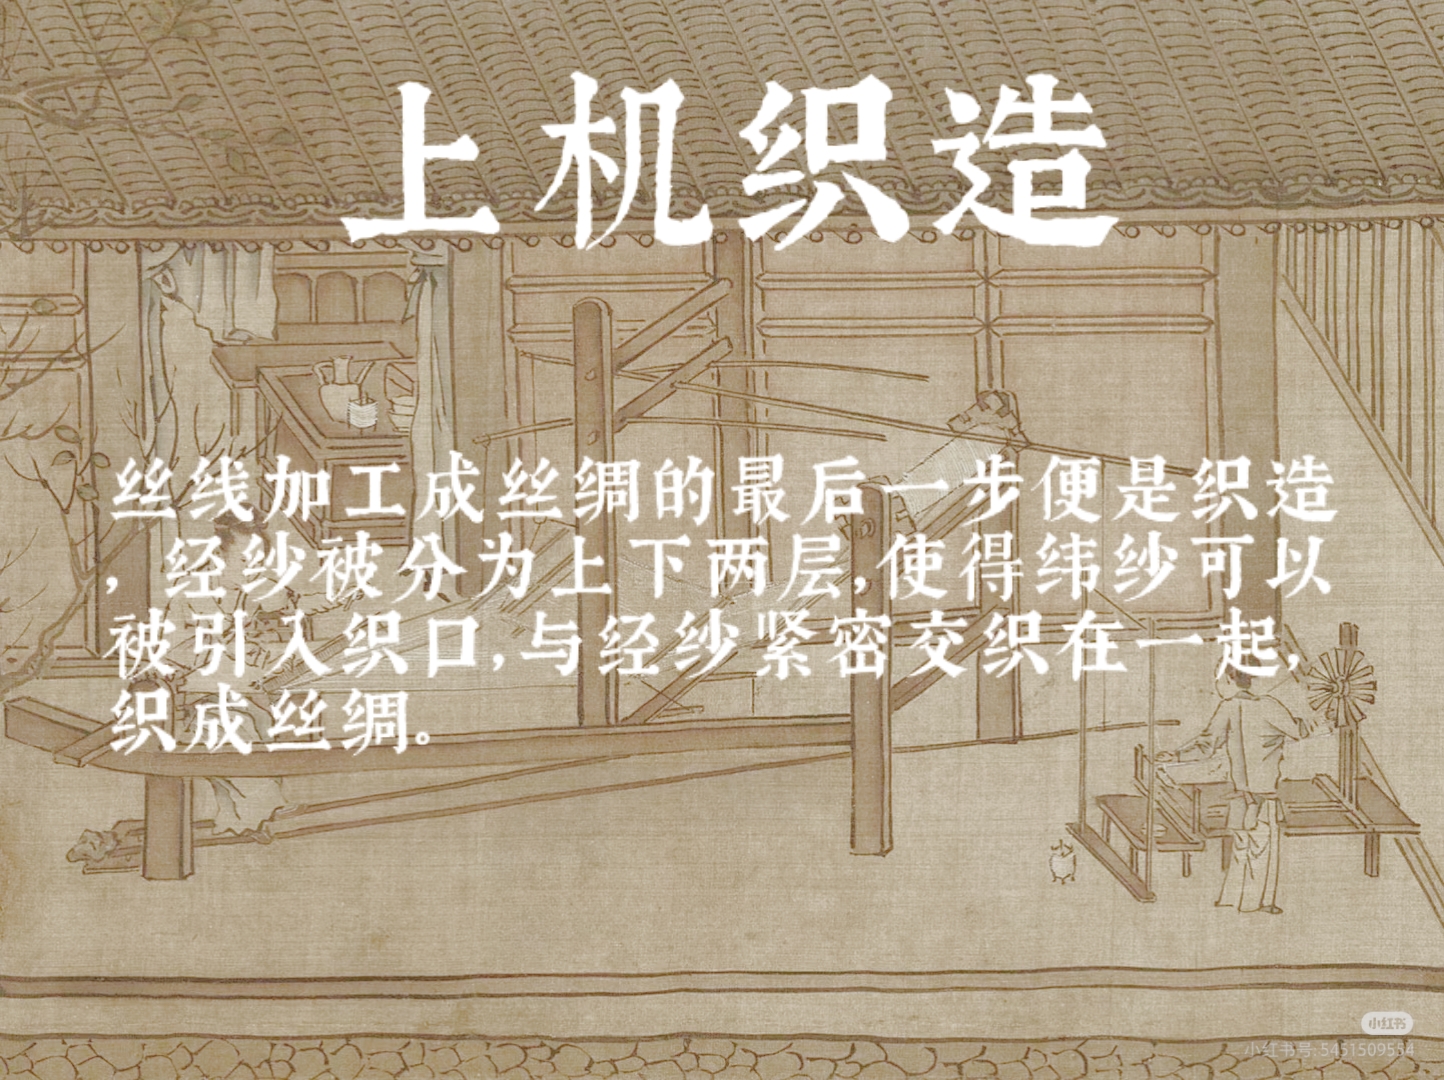 上机织造
丝线加工成丝绸的最后一步便是织造
，经纱被分为上下两层，使得纬纱可以
被引入织口，与经纱紧密交织在一起，
织成丝绸。
小红书
小红书号：5451509554